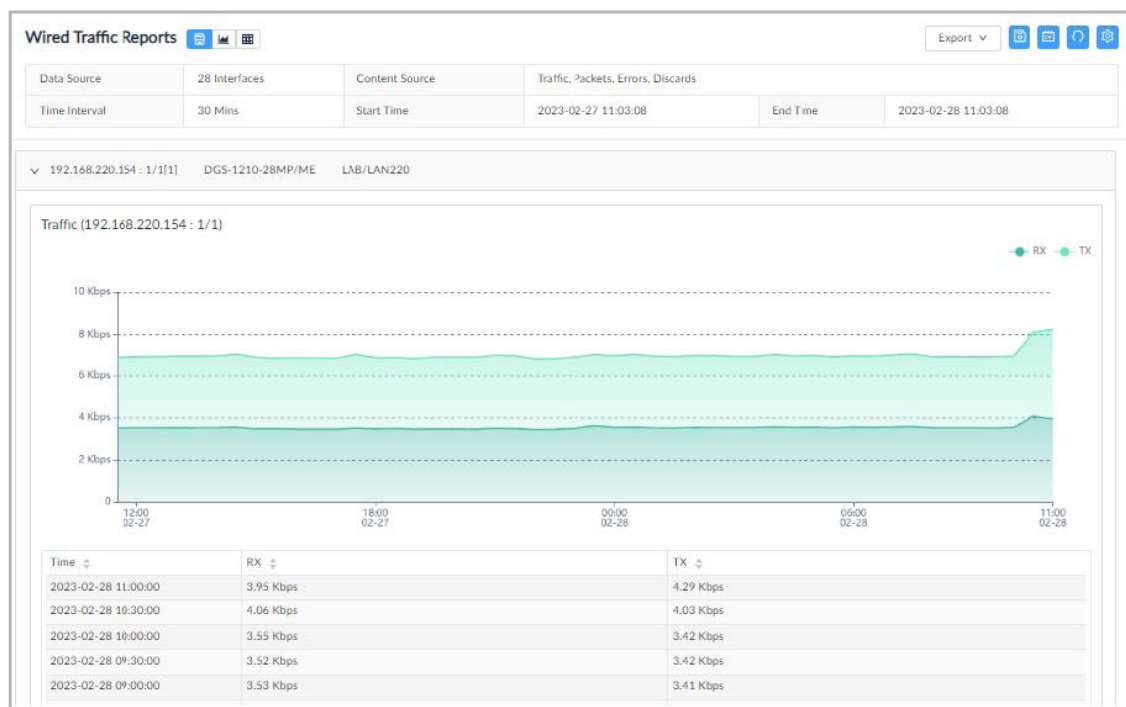 Wired Traffic Reports
Export
Data Source 28 Interfaces Content Source Traffic, Packets, Errors, Discards
Time Interval 30 Mins Start Time 2023-02-27 11:03:08 End Time 2023-02-28 11:03:08
192.168.220.154 : 1/1[1] DGS-1210-28MP/ME LAB/LAN220
Traffic (192.168.220.154 : 1/1)
RX TX
10 Kbps
8 Kbps
6 Kbps
4 Kbps
2 Kbps
0
12:00 18:00 00:00 06:00 11:00
02-27 02-27 02-28 02-28 02-28
Time RX TX
2023-02-28 11:00:00 3.95 Kbps 4.29 Kbps
2023-02-28 10:30:00 4.06 Kbps 4.03 Kbps
2023-02-28 10:00:00 3.55 Kbps 3.42 Kbps
2023-02-28 09:30:00 3.52 Kbps 3.42 Kbps
2023-02-28 09:00:00 3.53 Kbps 3.41 Kbps